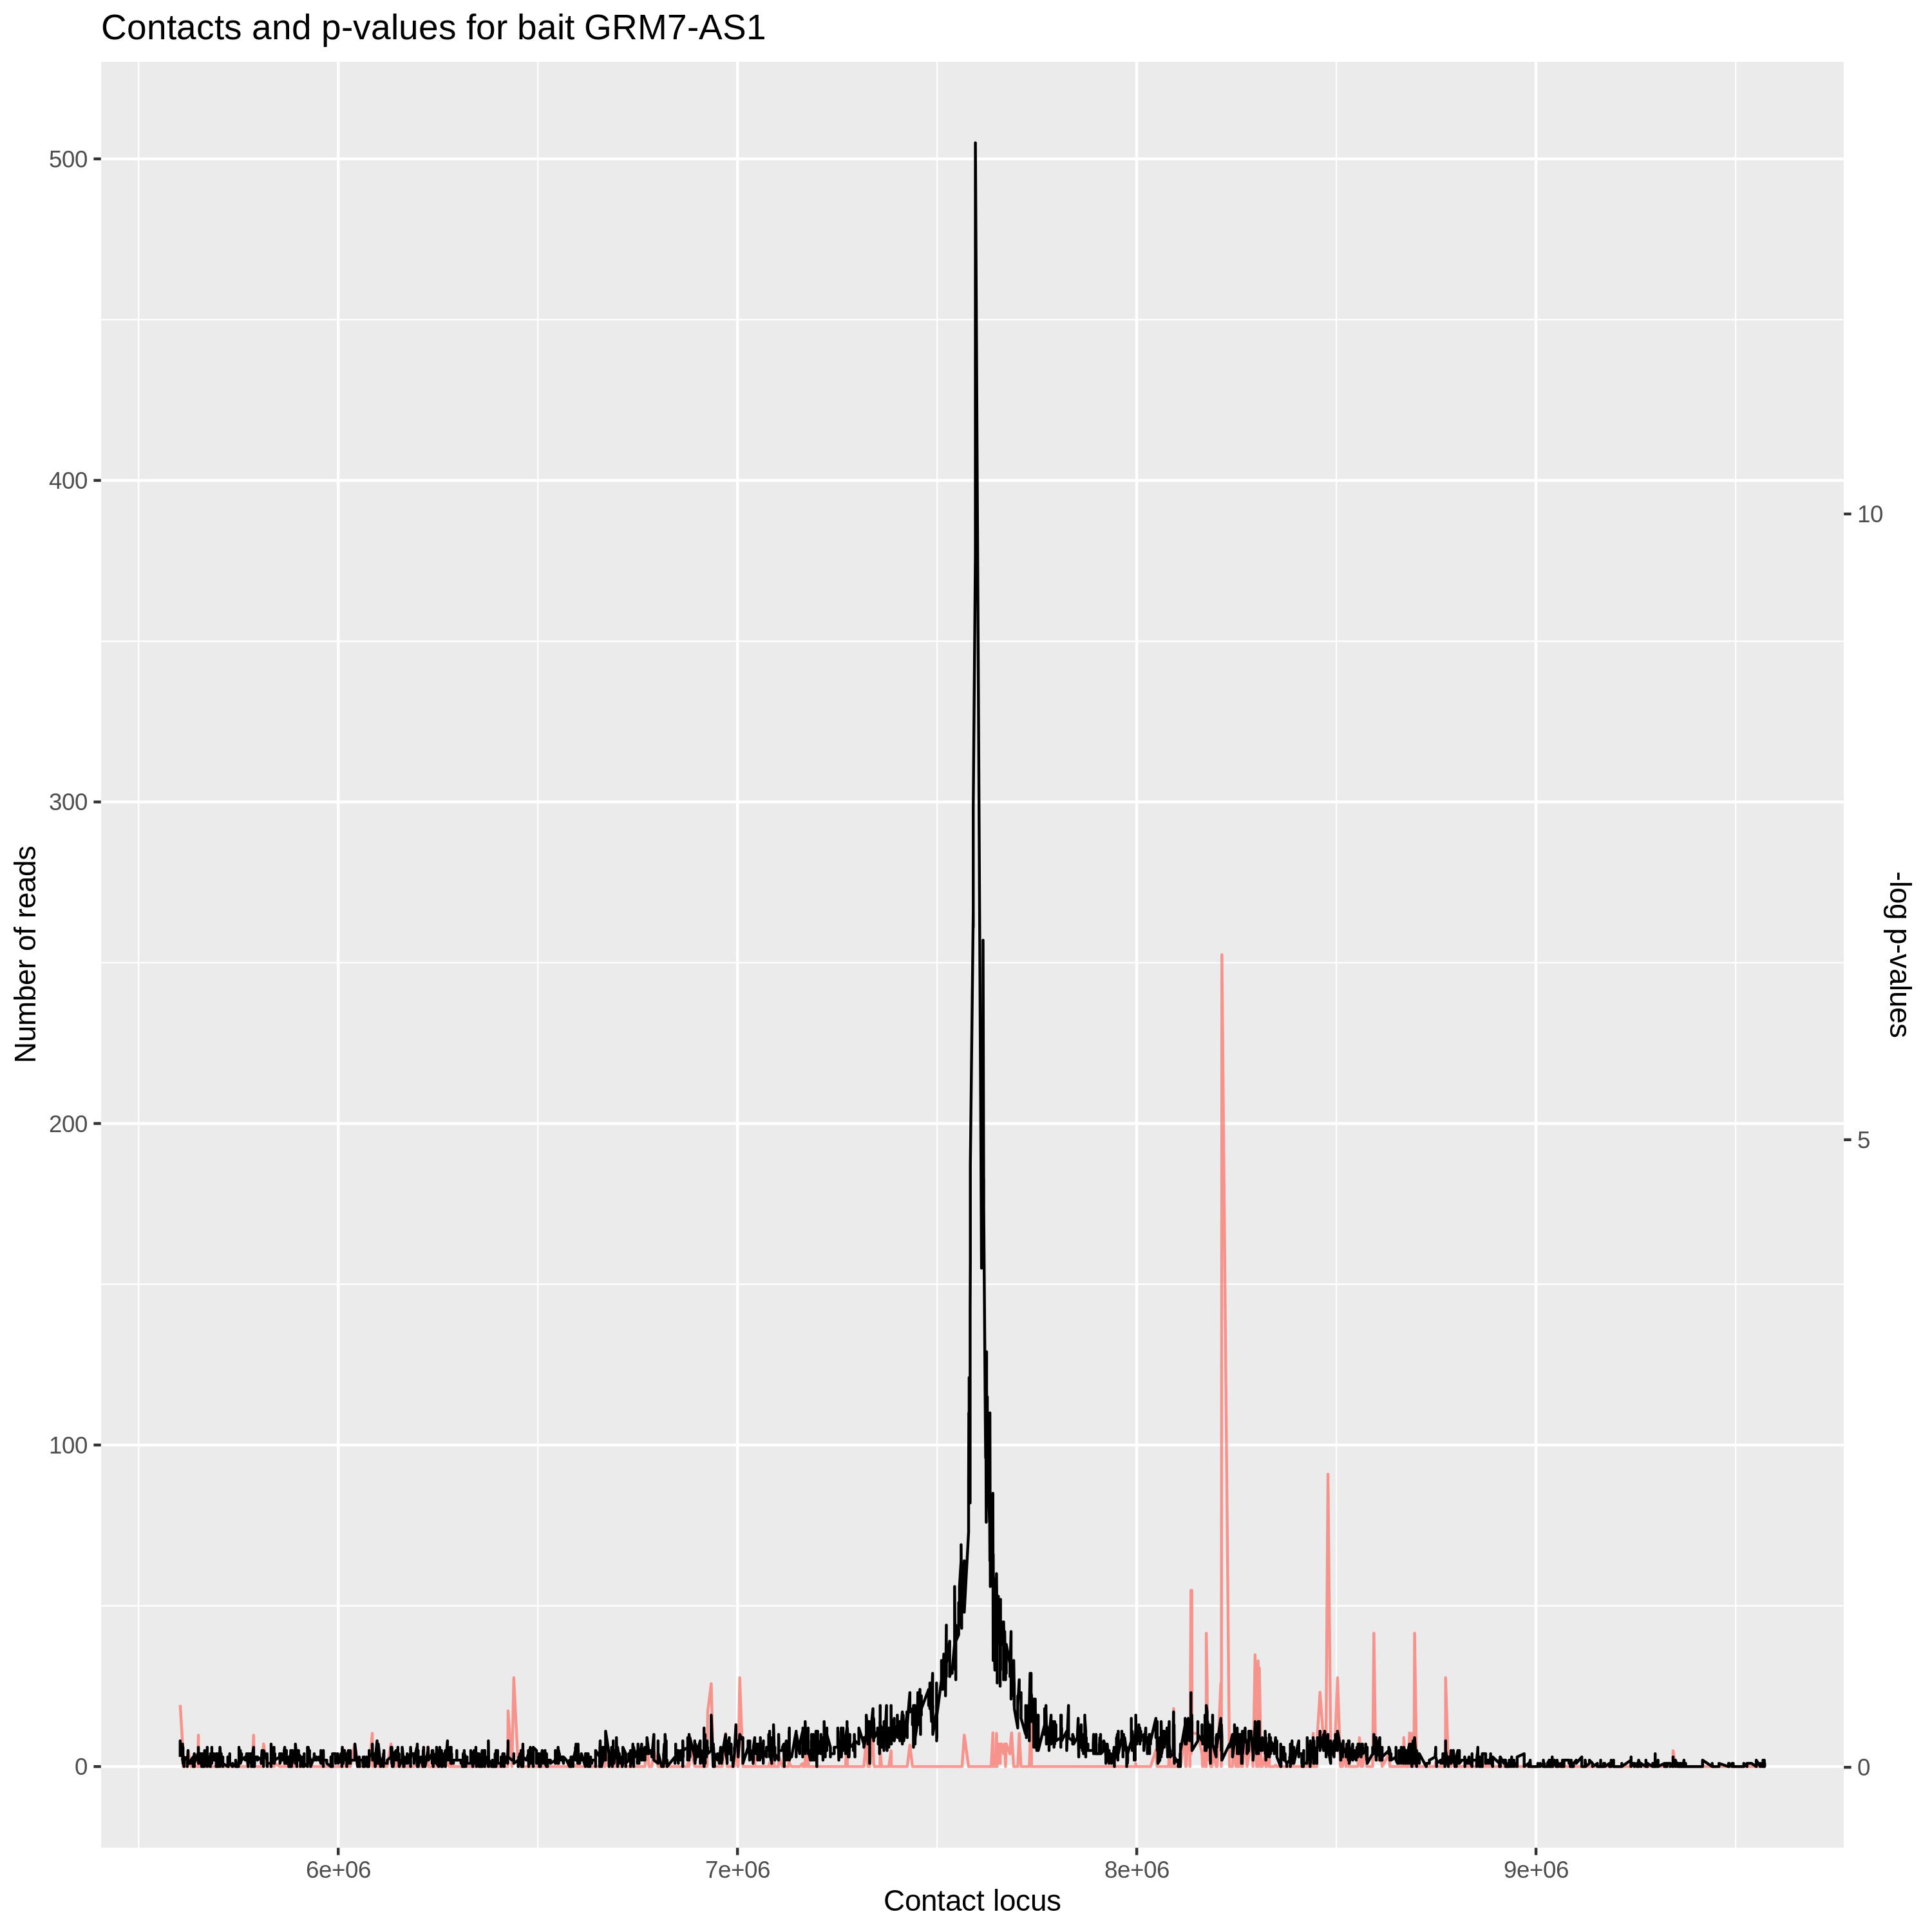 Contacts and p-values for bait GRM7-AS1
500
400
300
200
100
0
Number of reads
10
5
0
-log p-values
6e+06
7e+06
8e+06
9e+06
Contact locus